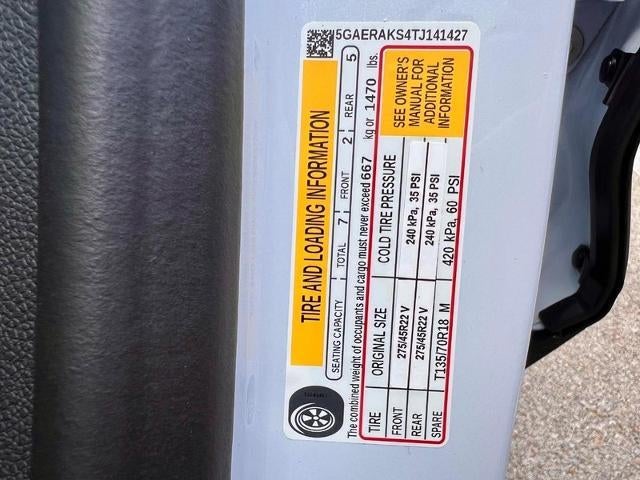 5GAERAKS4TJ141427
TIRE AND LOADING INFORMATION
SEATING CAPACITY TOTAL 7 FRONT 2 REAR 5
The combined weight of occupants and cargo must never exceed 667 kg or 1470 lbs.
TIRE ORIGINAL SIZE COLD TIRE PRESSURE
FRONT 275/45R22 V 240 kPa, 35 PSI
REAR 275/45R22 V 240 kPa, 35 PSI
SPARE T135/70R18 M 420 kPa, 60 PSI
SEE OWNER'S
MANUAL FOR
ADDITIONAL
INFORMATION